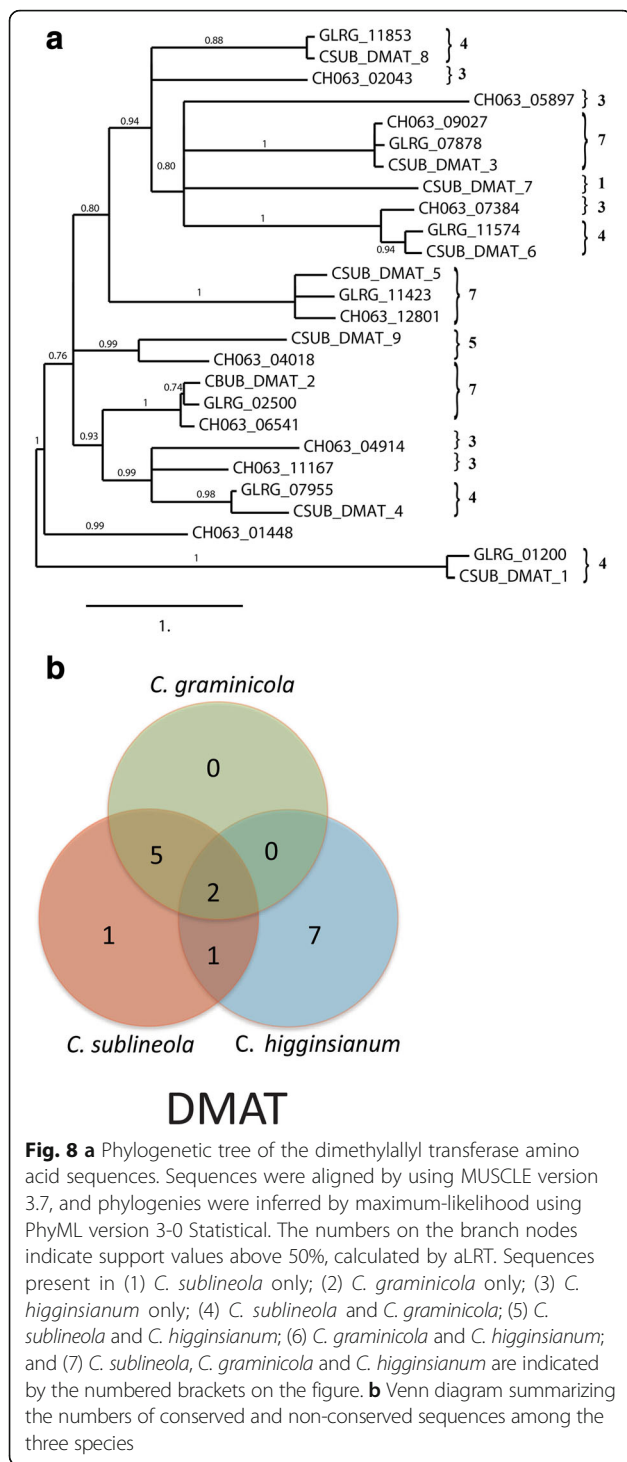 a
0.88
GLRG_11853
CSUB_DMAT_8
} 4
CH063_02043 } 3
0.94
CH063_05897 } 3
0.80
CH063_09027
1
GLRG_07878
CSUB_DMAT_3
} 7
CSUB_DMAT_7 } 1
CH063_07384 } 3
1
GLRG_11574
0.94
CSUB_DMAT_6
} 4
0.80
CSUB_DMAT_5
1
GLRG_11423
CH063_12801
} 7
0.76
0.99
CSUB_DMAT_9
CH063_04018
} 5
CBUB_DMAT_2
0.74
GLRG_02500
1
CH063_06541
} 7
0.93
CH063_04914 } 3
CH063_11167 } 3
0.99
GLRG_07955
0.98
CSUB_DMAT_4
} 4
1
0.99
CH063_01448
1
GLRG_01200
CSUB_DMAT_1
} 4
1.
b
C. graminicola
0
5
0
2
1
1
7
C. sublineola
C. higginsianum
DMAT
Fig. 8 a Phylogenetic tree of the dimethylallyl transferase amino
acid sequences. Sequences were aligned by using MUSCLE version
3.7, and phylogenies were inferred by maximum-likelihood using
PhyML version 3-0 Statistical. The numbers on the branch nodes
indicate support values above 50%, calculated by aLRT. Sequences
present in (1) C. sublineola only; (2) C. graminicola only; (3) C.
higginsianum only; (4) C. sublineola and C. graminicola; (5) C.
sublineola and C. higginsianum; (6) C. graminicola and C. higginsianum;
and (7) C. sublineola, C. graminicola and C. higginsianum are indicated
by the numbered brackets on the figure. b Venn diagram summarizing
the numbers of conserved and non-conserved sequences among the
three species